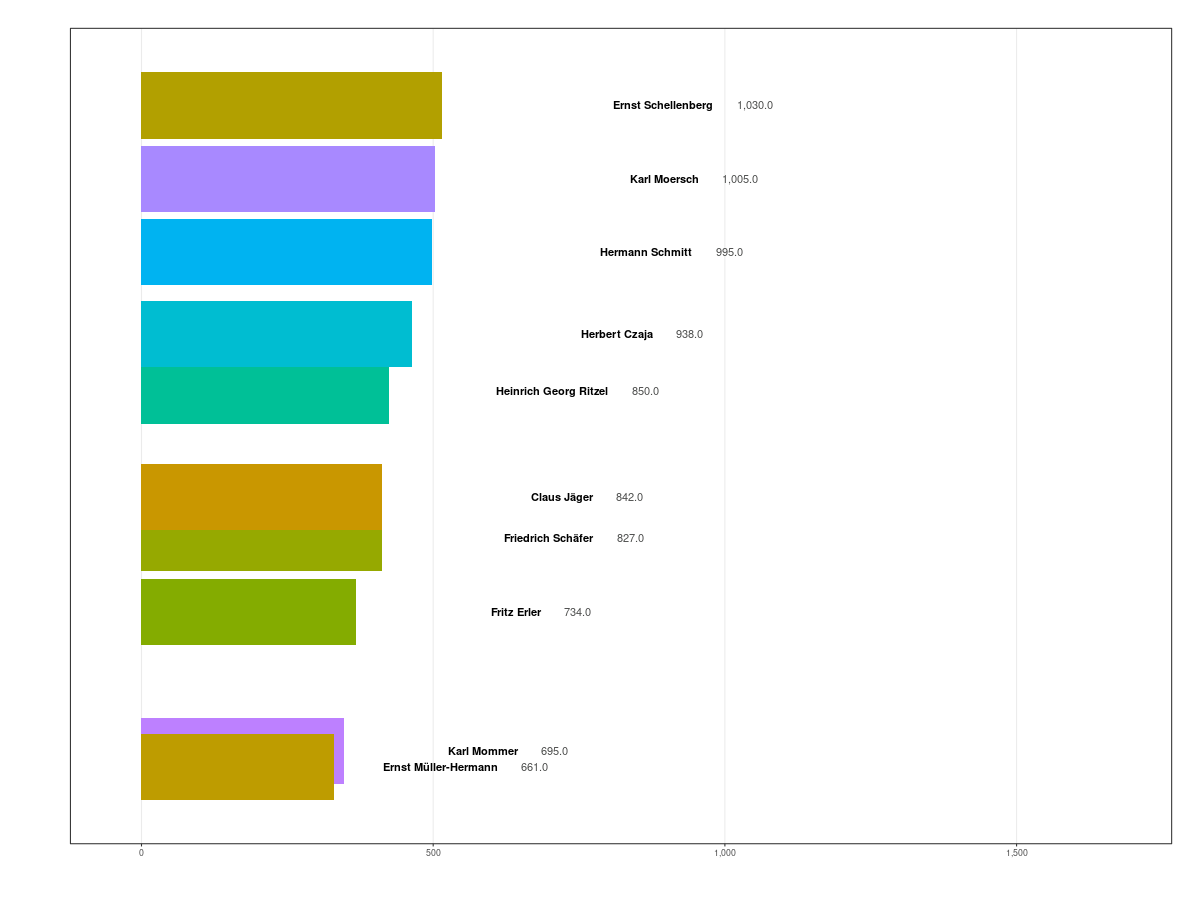 Ernst Schellenberg 1,030.0
Karl Moersch 1,005.0
Hermann Schmitt 995.0
Herbert Czaja 938.0
Heinrich Georg Ritzel 850.0
Claus Jäger 842.0
Friedrich Schäfer 827.0
Fritz Erler 734.0
Karl Mommer 695.0
Ernst Müller-Hermann 661.0
0 500 1,000 1,500